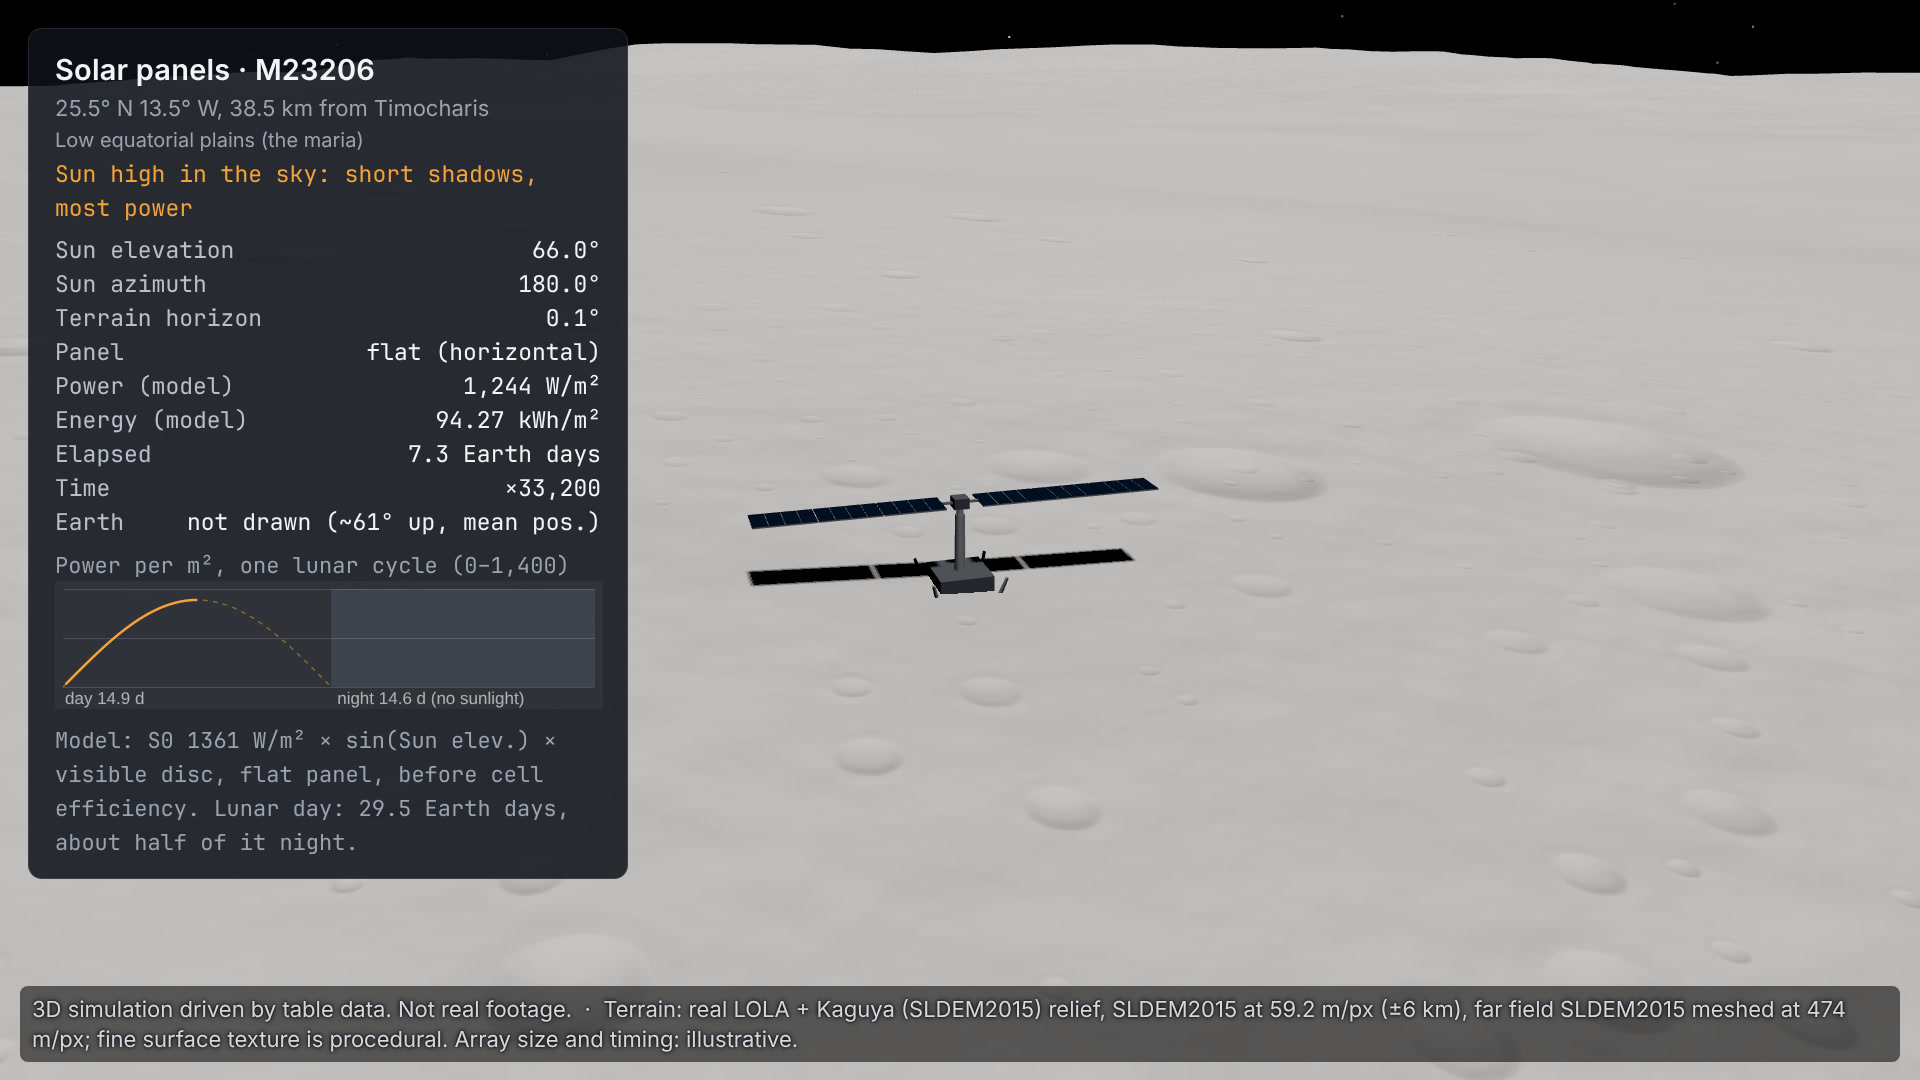 Solar panels · M23206
25.5° N 13.5° W, 38.5 km from Timocharis
Low equatorial plains (the maria)
Sun high in the sky: short shadows,
most power
Sun elevation 66.0°
Sun azimuth 180.0°
Terrain horizon 0.1°
Panel flat (horizontal)
Power (model) 1,244 W/m²
Energy (model) 94.27 kWh/m²
Elapsed 7.3 Earth days
Time ×33,200
Earth not drawn (~61° up, mean pos.)
Power per m², one lunar cycle (0–1,400)
day 14.9 d night 14.6 d (no sunlight)
Model: S0 1361 W/m² × sin(Sun elev.) ×
visible disc, flat panel, before cell
efficiency. Lunar day: 29.5 Earth days,
about half of it night.
3D simulation driven by table data. Not real footage. · Terrain: real LOLA + Kaguya (SLDEM2015) relief, SLDEM2015 at 59.2 m/px (±6 km), far field SLDEM2015 meshed at 474
m/px; fine surface texture is procedural. Array size and timing: illustrative.